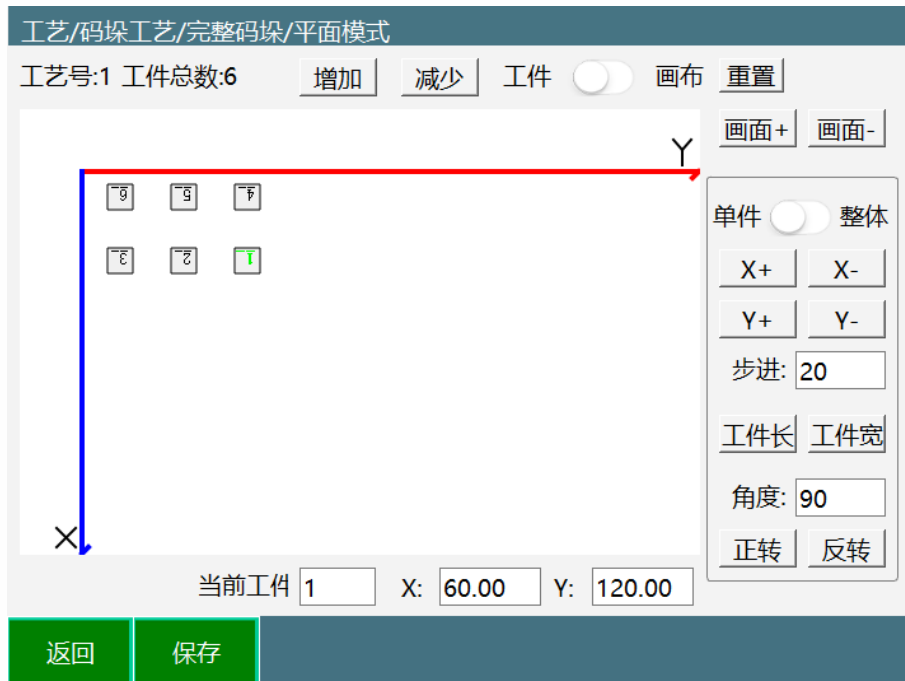 工艺/码垛工艺/完整码垛/平面模式
工艺号:1 工件总数:6 增加 减少 工件 画布 重置
画面+ 画面-
Y
6 5 4
3 2 1
X
单件 整体
X+ X-
Y+ Y-
步进: 20
工件长 工件宽
角度: 90
正转 反转
当前工件 1 X: 60.00 Y: 120.00
返回 保存